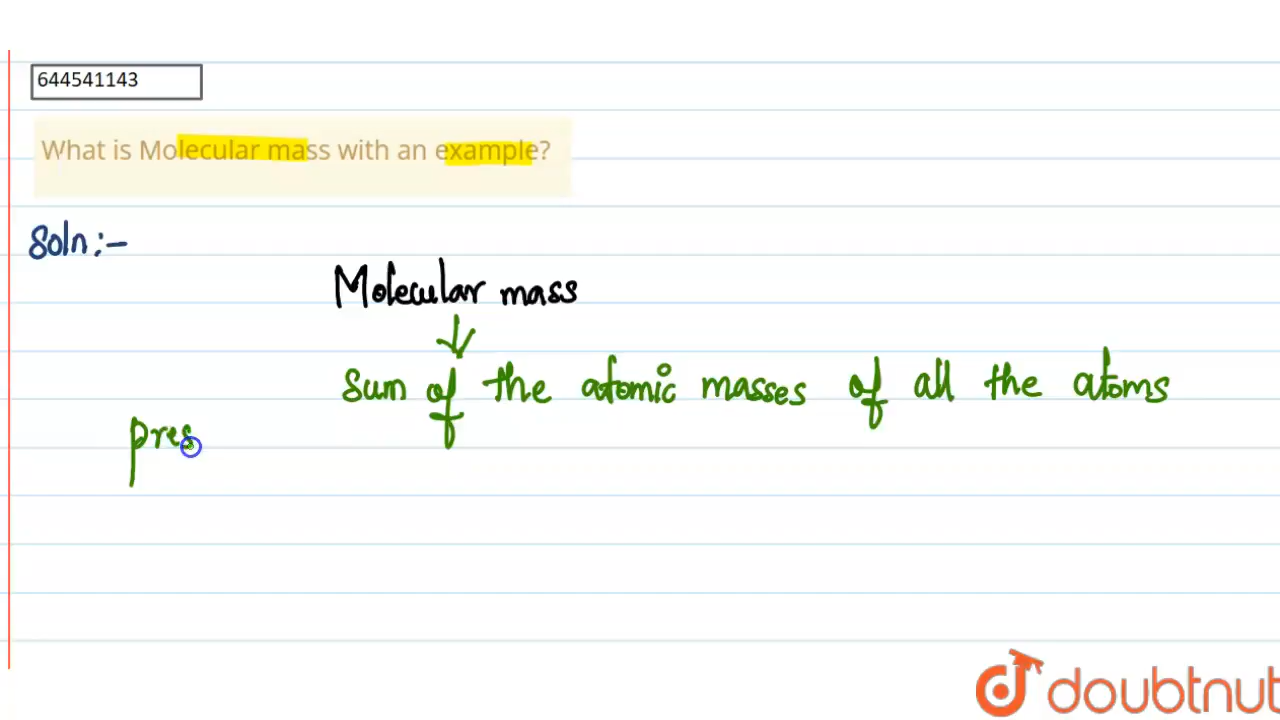 644541143
What is Molecular mass with an example?
Soln:-
Molecular mass
Sum of the atomic masses of all the atoms
pres
doubtnut